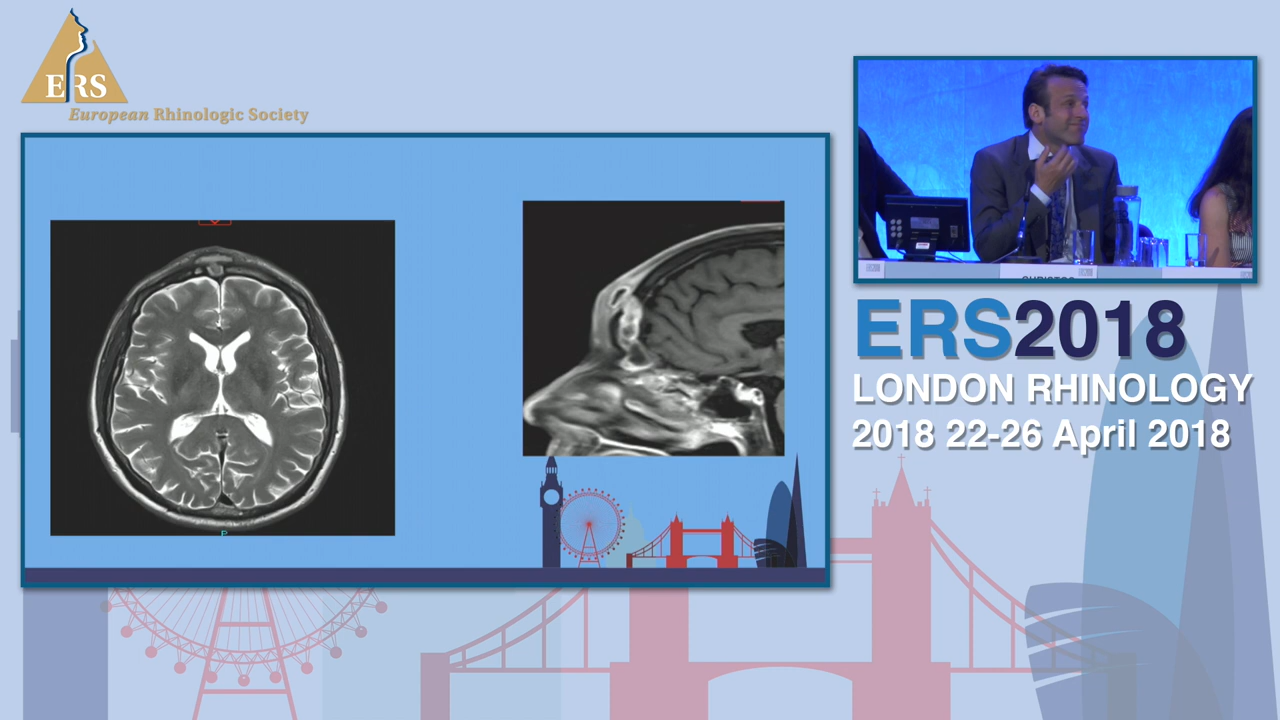 ERS
European Rhinologic Society
P
ERS2018
LONDON RHINOLOGY
2018 22-26 April 2018